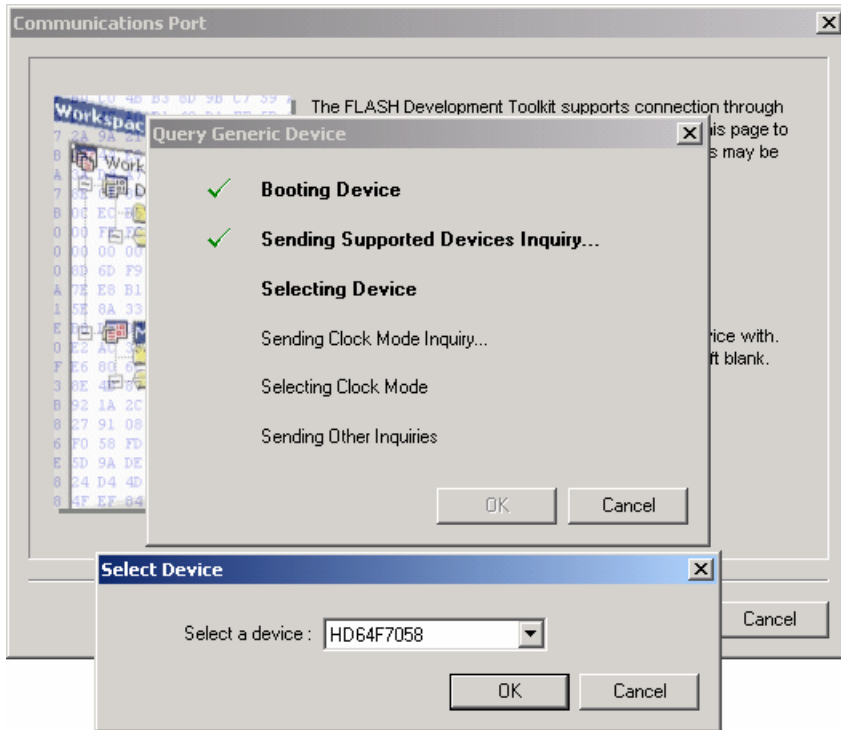 Communications Port
The FLASH Development Toolkit supports connection through
is page to
s may be
Workspac
Work
Query Generic Device
Booting Device
Sending Supported Devices Inquiry...
Selecting Device
Sending Clock Mode Inquiry...
Selecting Clock Mode
Sending Other Inquiries
ice with.
ft blank.
OK
Cancel
Select Device
Select a device :
HD64F7058
OK
Cancel
Cancel